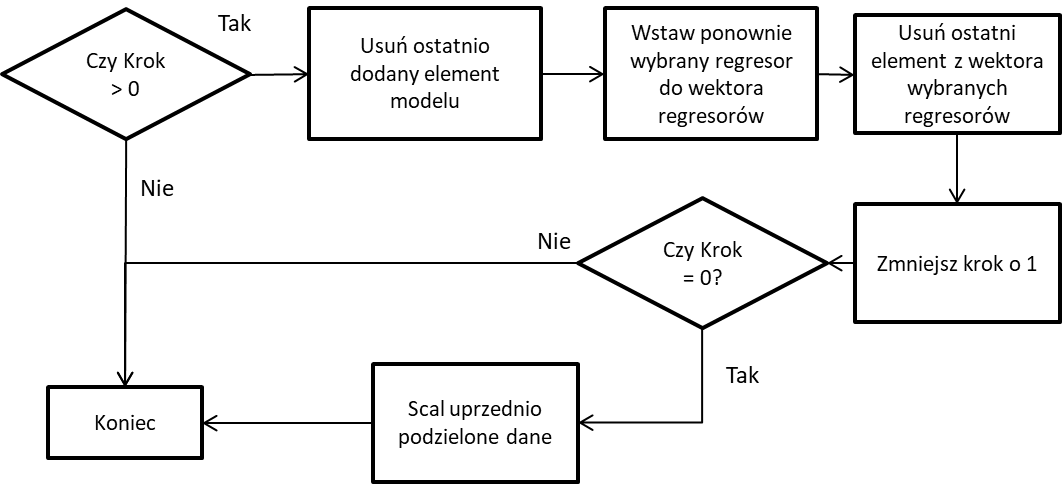 Czy Krok
> 0
Tak
Usuń ostatnio
dodany element
modelu
Wstaw ponownie
wybrany regresor
do wektora
regresorów
Usuń ostatni
element z wektora
wybranych
regresorów
Nie
Zmniejsz krok o 1
Czy Krok
= 0?
Nie
Tak
Scal uprzednio
podzielone dane
Koniec